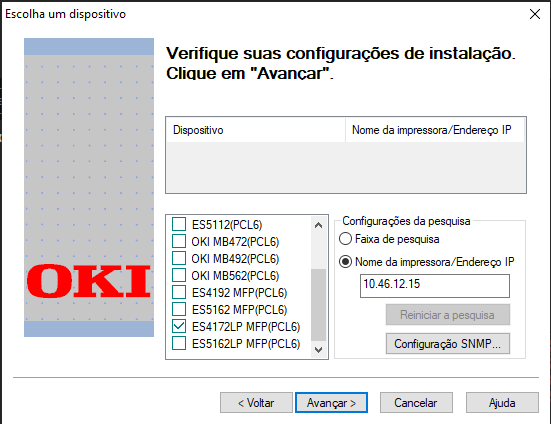 Escolha um dispositivo
Verifique suas configurações de instalação.
Clique em "Avançar".
Dispositivo
Nome da impressora/Endereço IP
OKI
ES5112(PCL6)
OKI MB472(PCL6)
OKI MB492(PCL6)
OKI MB562(PCL6)
ES4192 MFP(PCL6)
ES5162 MFP(PCL6)
ES4172LP MFP(PCL6)
ES5162LP MFP(PCL6)
Configurações da pesquisa
Faixa de pesquisa
Nome da impressora/Endereço IP
10.46.12.15
Reiniciar a pesquisa
Configuração SNMP...
< Voltar
Avançar >
Cancelar
Ajuda